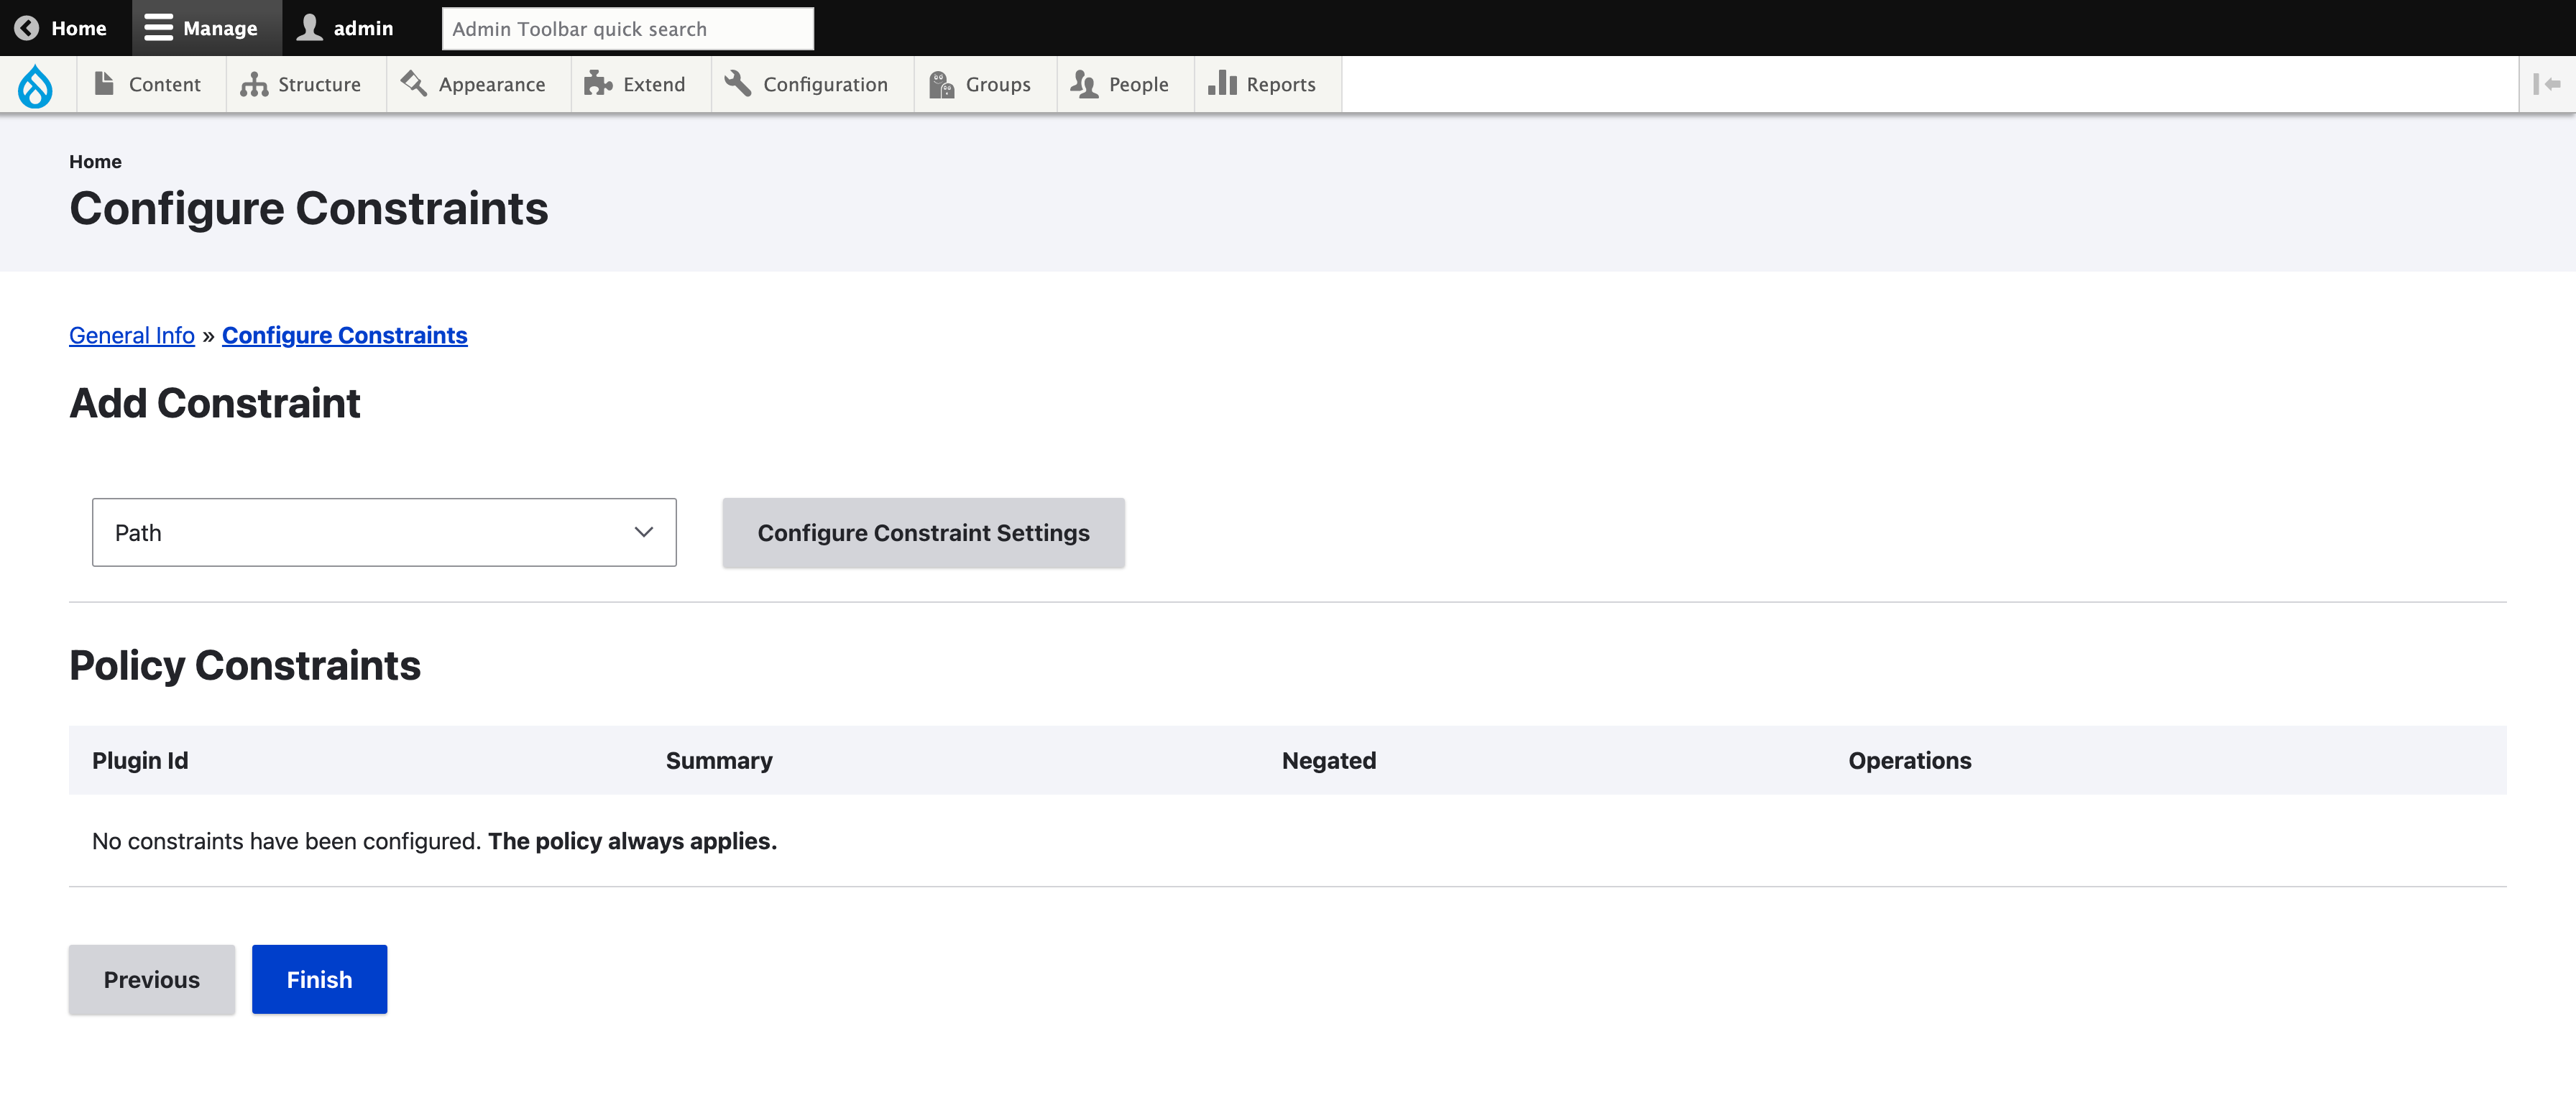 Home Manage admin Admin Toolbar quick search
Content Structure Appearance Extend Configuration Groups People Reports
Home
Configure Constraints
General Info » Configure Constraints
Add Constraint
Path Configure Constraint Settings
Policy Constraints
Plugin Id Summary Negated Operations
No constraints have been configured. The policy always applies.
Previous Finish